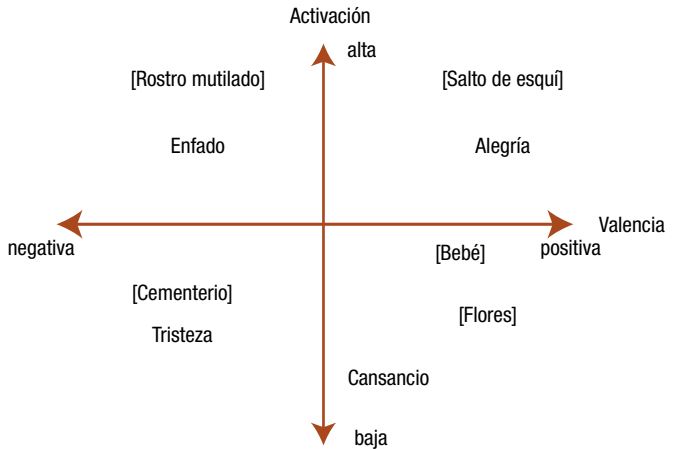 Activación
alta
[Rostro mutilado]
[Salto de esquí]
Enfado
Alegría
Valencia
negativa
positiva
[Bebé]
[Cementerio]
[Flores]
Tristeza
Cansancio
baja